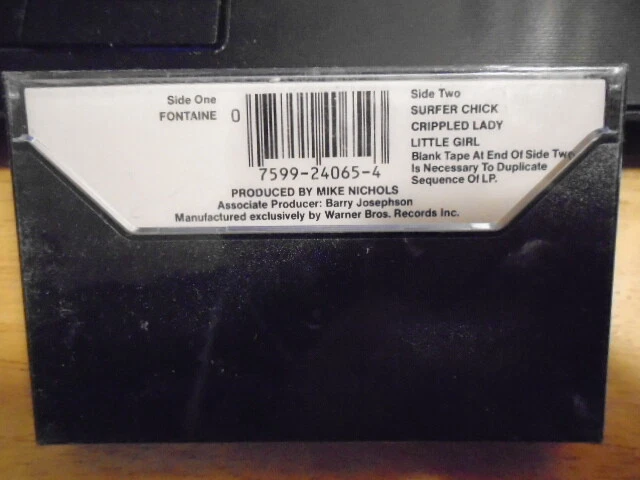 Side One
FONTAINE
0
7599-24065-4
Side Two
SURFER CHICK
CRIPPLED LADY
LITTLE GIRL
Blank Tape At End Of Side Two
Is Necessary To Duplicate
Sequence Of LP.
PRODUCED BY MIKE NICHOLS
Associate Producer: Barry Josephson
Manufactured exclusively by Warner Bros. Records Inc.